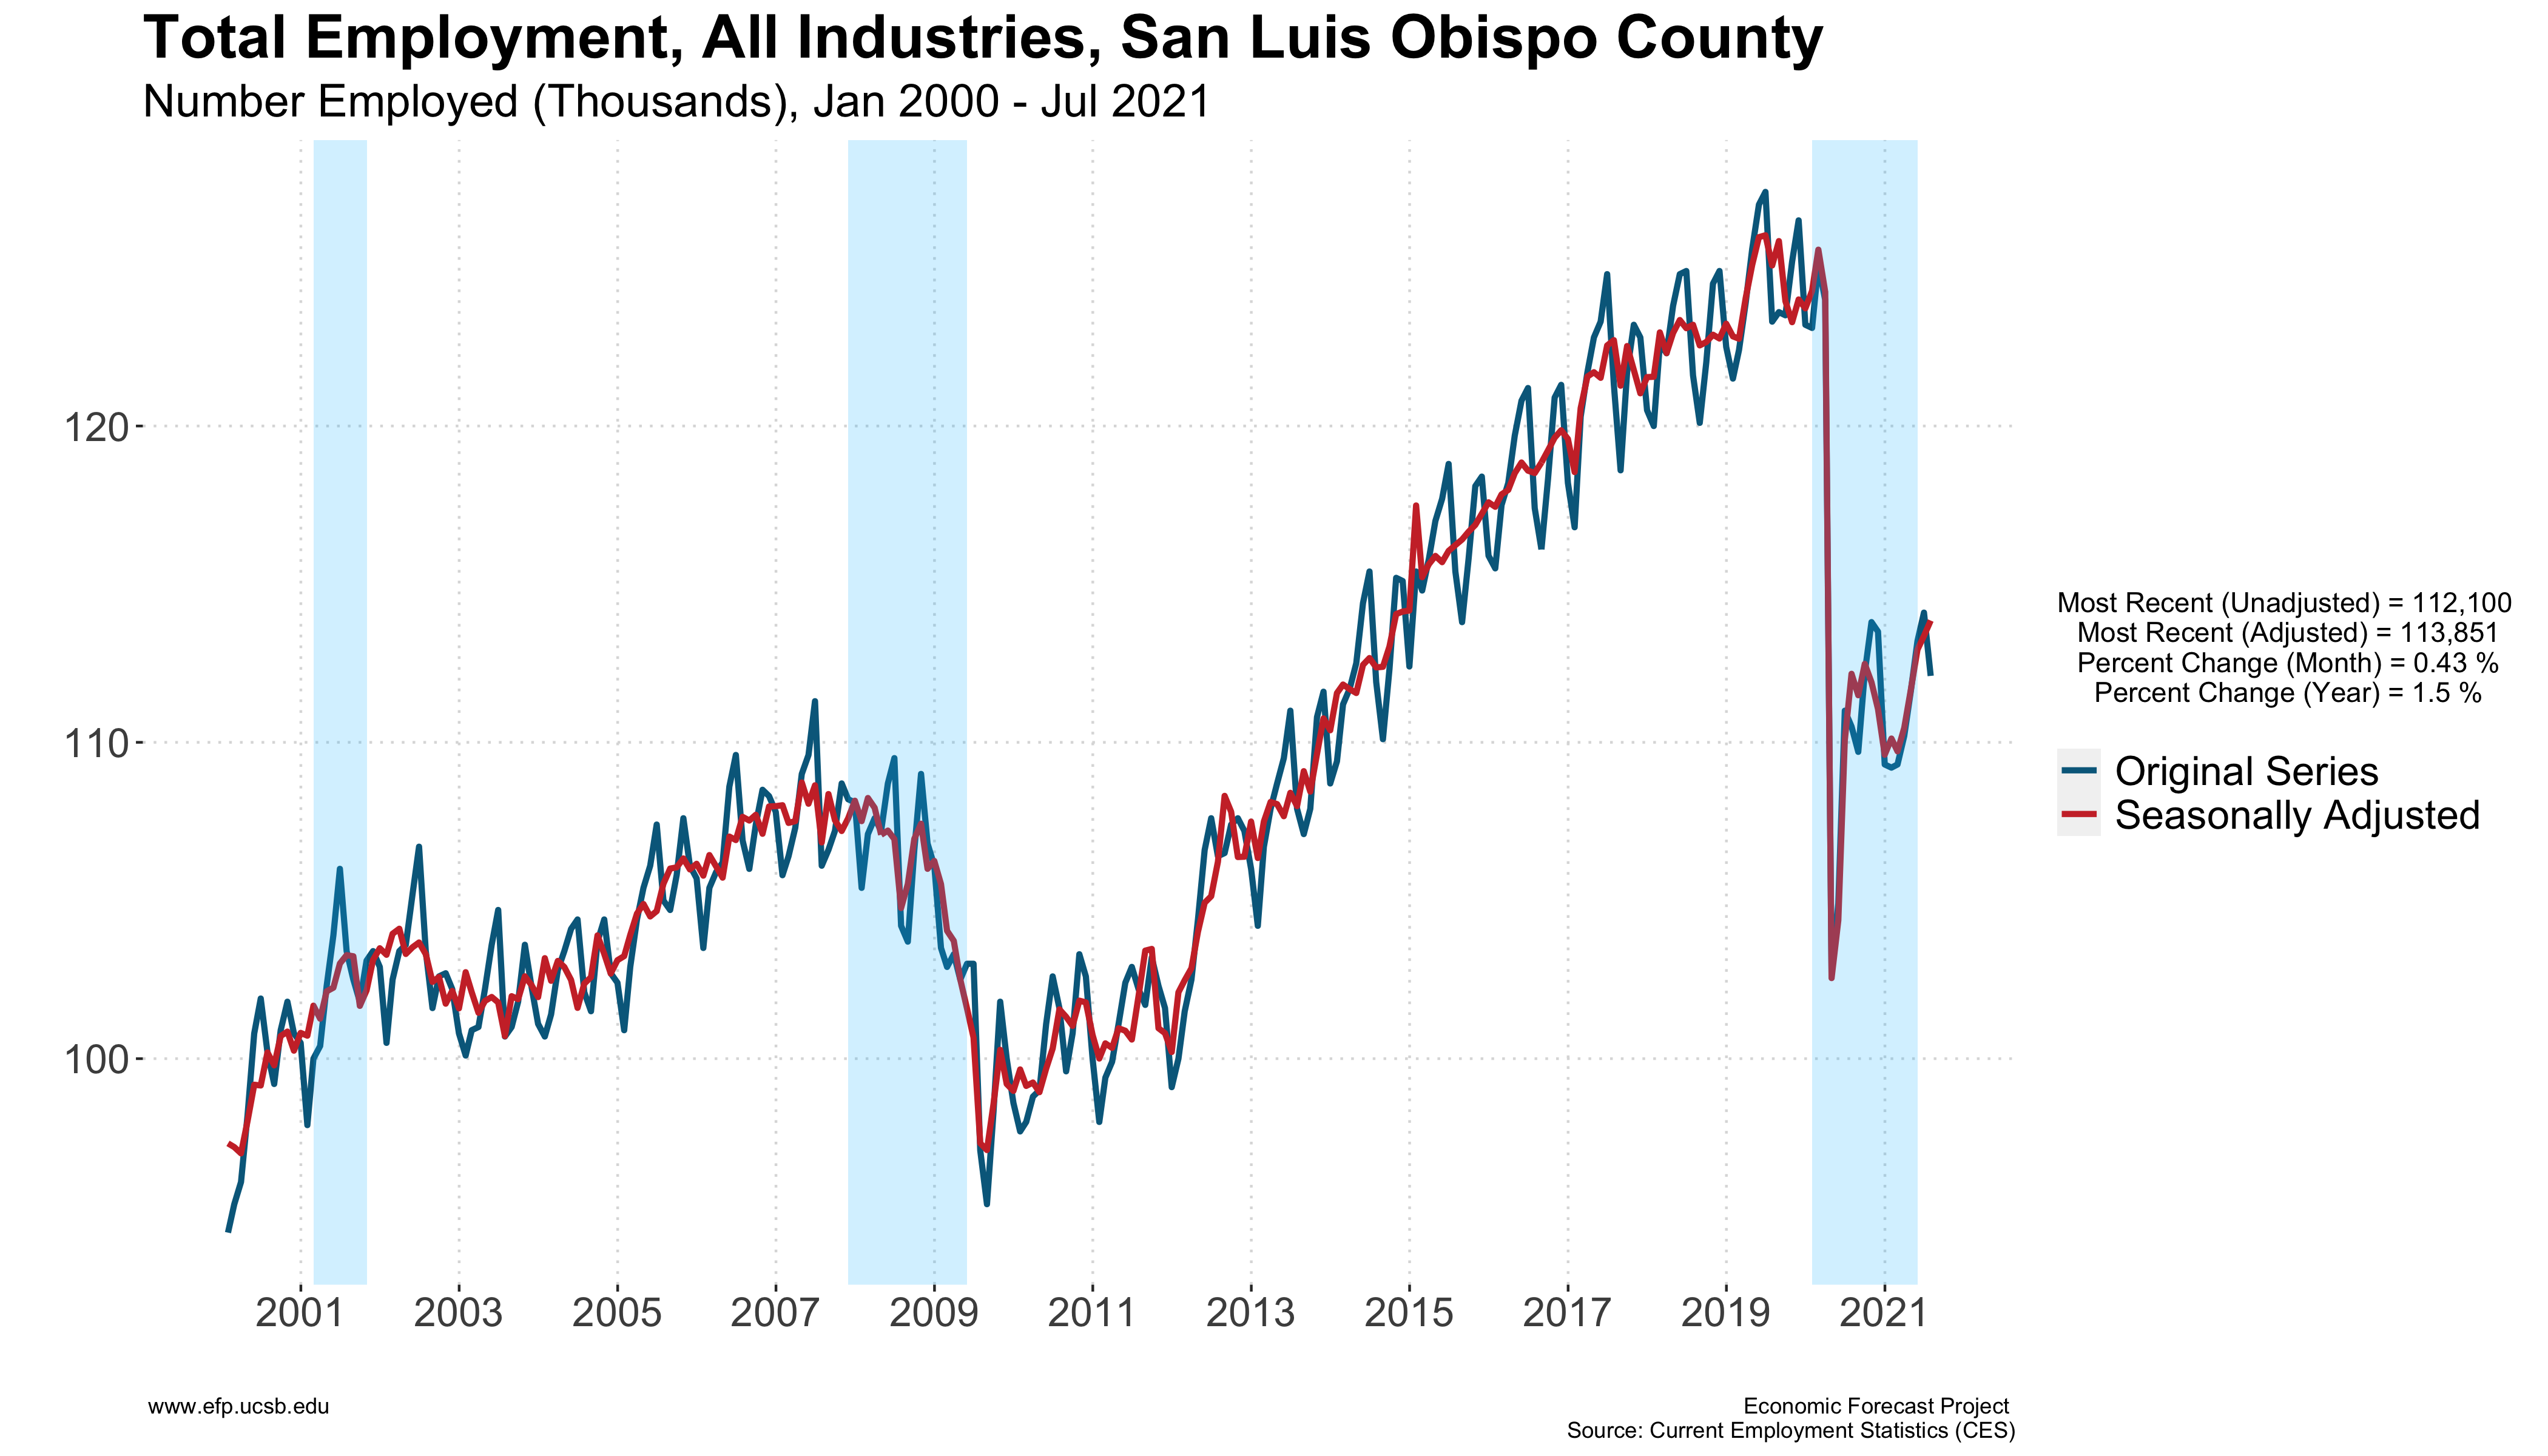 Total Employment, All Industries, San Luis Obispo County
Number Employed (Thousands), Jan 2000 - Jul 2021
120
110
100
2001 2003 2005 2007 2009 2011 2013 2015 2017 2019 2021
Most Recent (Unadjusted) = 112,100
Most Recent (Adjusted) = 113,851
Percent Change (Month) = 0.43 %
Percent Change (Year) = 1.5 %
Original Series
Seasonally Adjusted
www.efp.ucsb.edu
Economic Forecast Project
Source: Current Employment Statistics (CES)